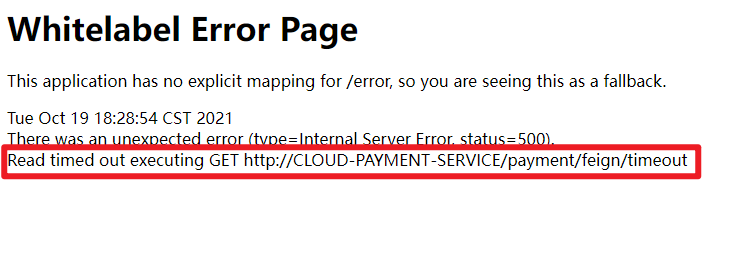 Whitelabel Error Page
This application has no explicit mapping for /error, so you are seeing this as a fallback.
Tue Oct 19 18:28:54 CST 2021
There was an unexpected error (type=Internal Server Error, status=500).
Read timed out executing GET http://CLOUD-PAYMENT-SERVICE/payment/feign/timeout